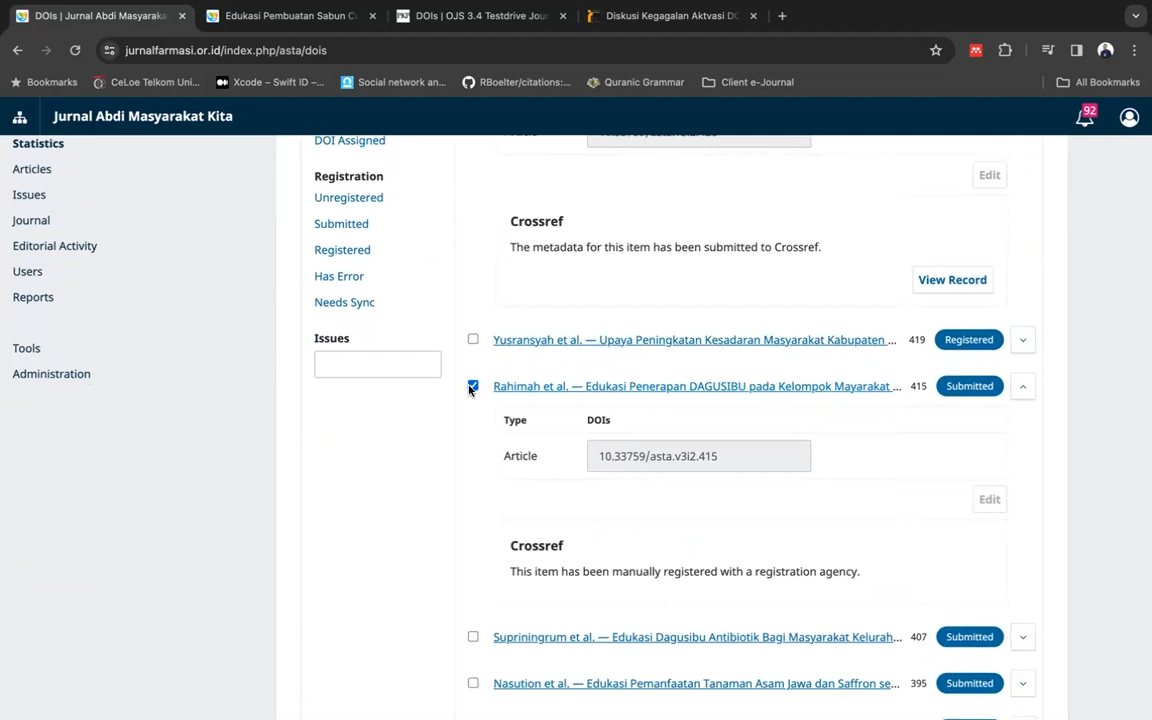 DOIs | Jurnal Abdi Masyaraka
Edukasi Pembuatan Sabun C
DOIs | OJS 3.4 Testdrive Jour
Diskusi Kegagalan Aktvasi DO
jurnalfarmasi.or.id/index.php/asta/dois
Bookmarks
CeLoe Telkom Uni...
Xcode – Swift ID –...
Social network an...
RBoelter/citations:...
Quranic Grammar
Client e-Journal
All Bookmarks
Jurnal Abdi Masyarakat Kita
92
Statistics
Articles
Issues
Journal
Editorial Activity
Users
Reports
Tools
Administration
DOI Assigned
Registration
Unregistered
Submitted
Registered
Has Error
Needs Sync
Issues
Edit
Crossref
The metadata for this item has been submitted to Crossref.
View Record
Yusransyah et al. — Upaya Peningkatan Kesadaran Masyarakat Kabupaten ... 419 Registered
Rahimah et al. — Edukasi Penerapan DAGUSIBU pada Kelompok Mayarakat ... 415 Submitted
Type DOIs
Article 10.33759/asta.v3i2.415
Edit
Crossref
This item has been manually registered with a registration agency.
Supriningrum et al. — Edukasi Dagusibu Antibiotik Bagi Masyarakat Kelurah... 407 Submitted
Nasution et al. — Edukasi Pemanfaatan Tanaman Asam Jawa dan Saffron se... 395 Submitted